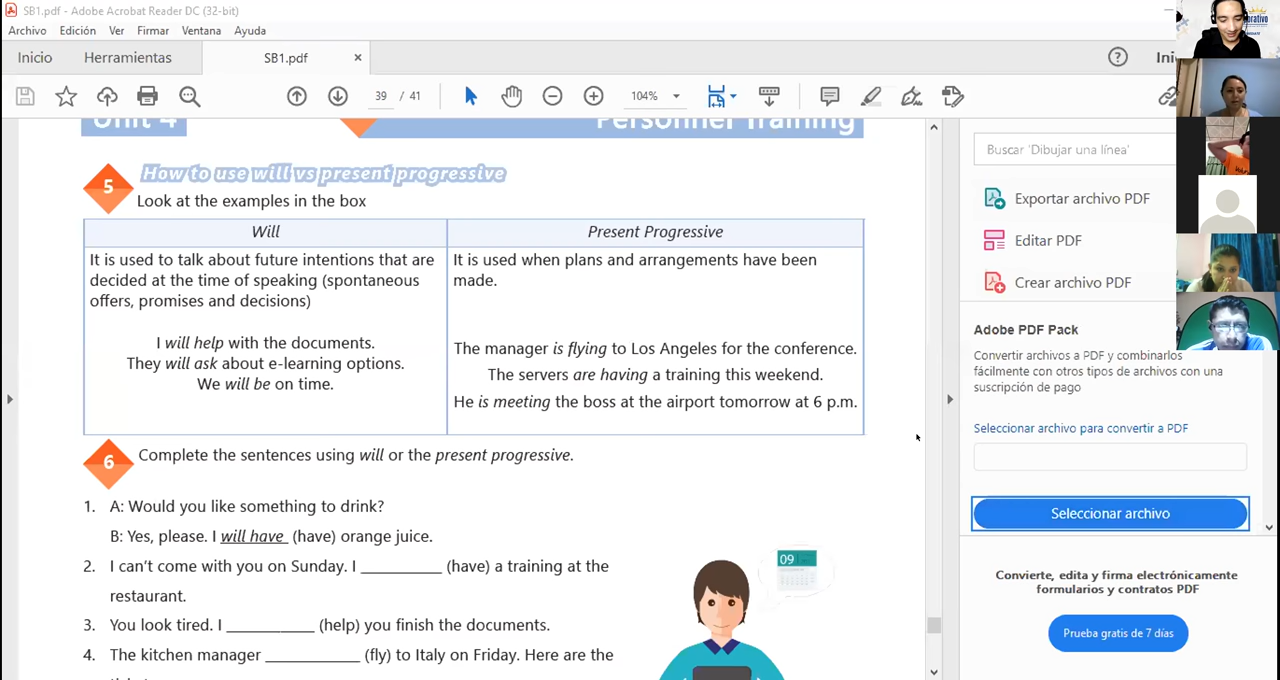 SB1.pdf - Adobe Acrobat Reader DC (32-bit)
Archivo Edición Ver Firmar Ventana Ayuda
Inicio Herramientas SB1.pdf ×
39 / 41 104%
Unit 4 Personnel Training
5 How to use will vs present progressive
Look at the examples in the box
Will
Present Progressive
It is used to talk about future intentions that are
decided at the time of speaking (spontaneous
offers, promises and decisions)
I will help with the documents.
They will ask about e-learning options.
We will be on time.
It is used when plans and arrangements have been
made.
The manager is flying to Los Angeles for the conference.
The servers are having a training this weekend.
He is meeting the boss at the airport tomorrow at 6 p.m.
6 Complete the sentences using will or the present progressive.
1. A: Would you like something to drink?
B: Yes, please. I will have (have) orange juice.
2. I can't come with you on Sunday. I __________ (have) a training at the
restaurant.
3. You look tired. I ___________ (help) you finish the documents.
4. The kitchen manager ____________ (fly) to Italy on Friday. Here are the
09
Buscar 'Dibujar una línea'
Exportar archivo PDF
Editar PDF
Crear archivo PDF
Adobe PDF Pack
Convertir archivos a PDF y combinarlos
fácilmente con otros tipos de archivos con una
suscripción de pago
Seleccionar archivo para convertir a PDF
Seleccionar archivo
Convierte, edita y firma electrónicamente
formularios y contratos PDF
Prueba gratis de 7 días